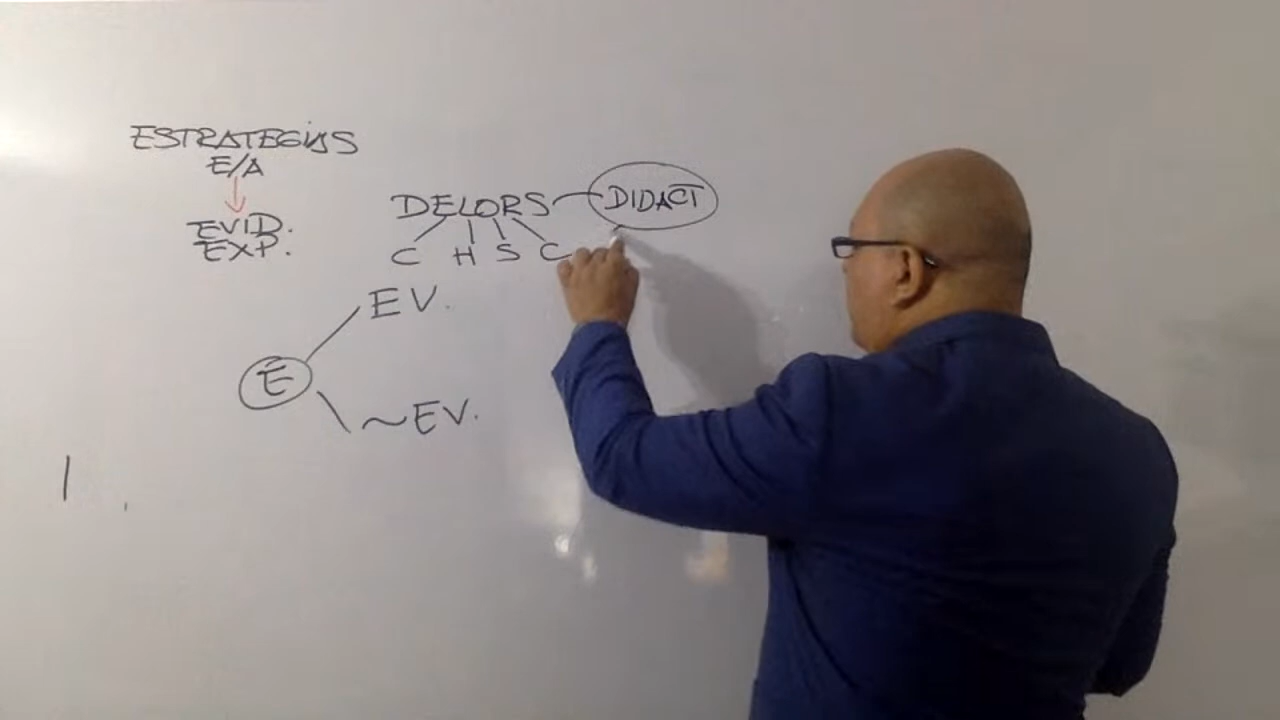 ESTRATEGIAS
E/A
EVID.
EXP.
DELORS
DIDACT
C H S C
EV.
E
~EV.